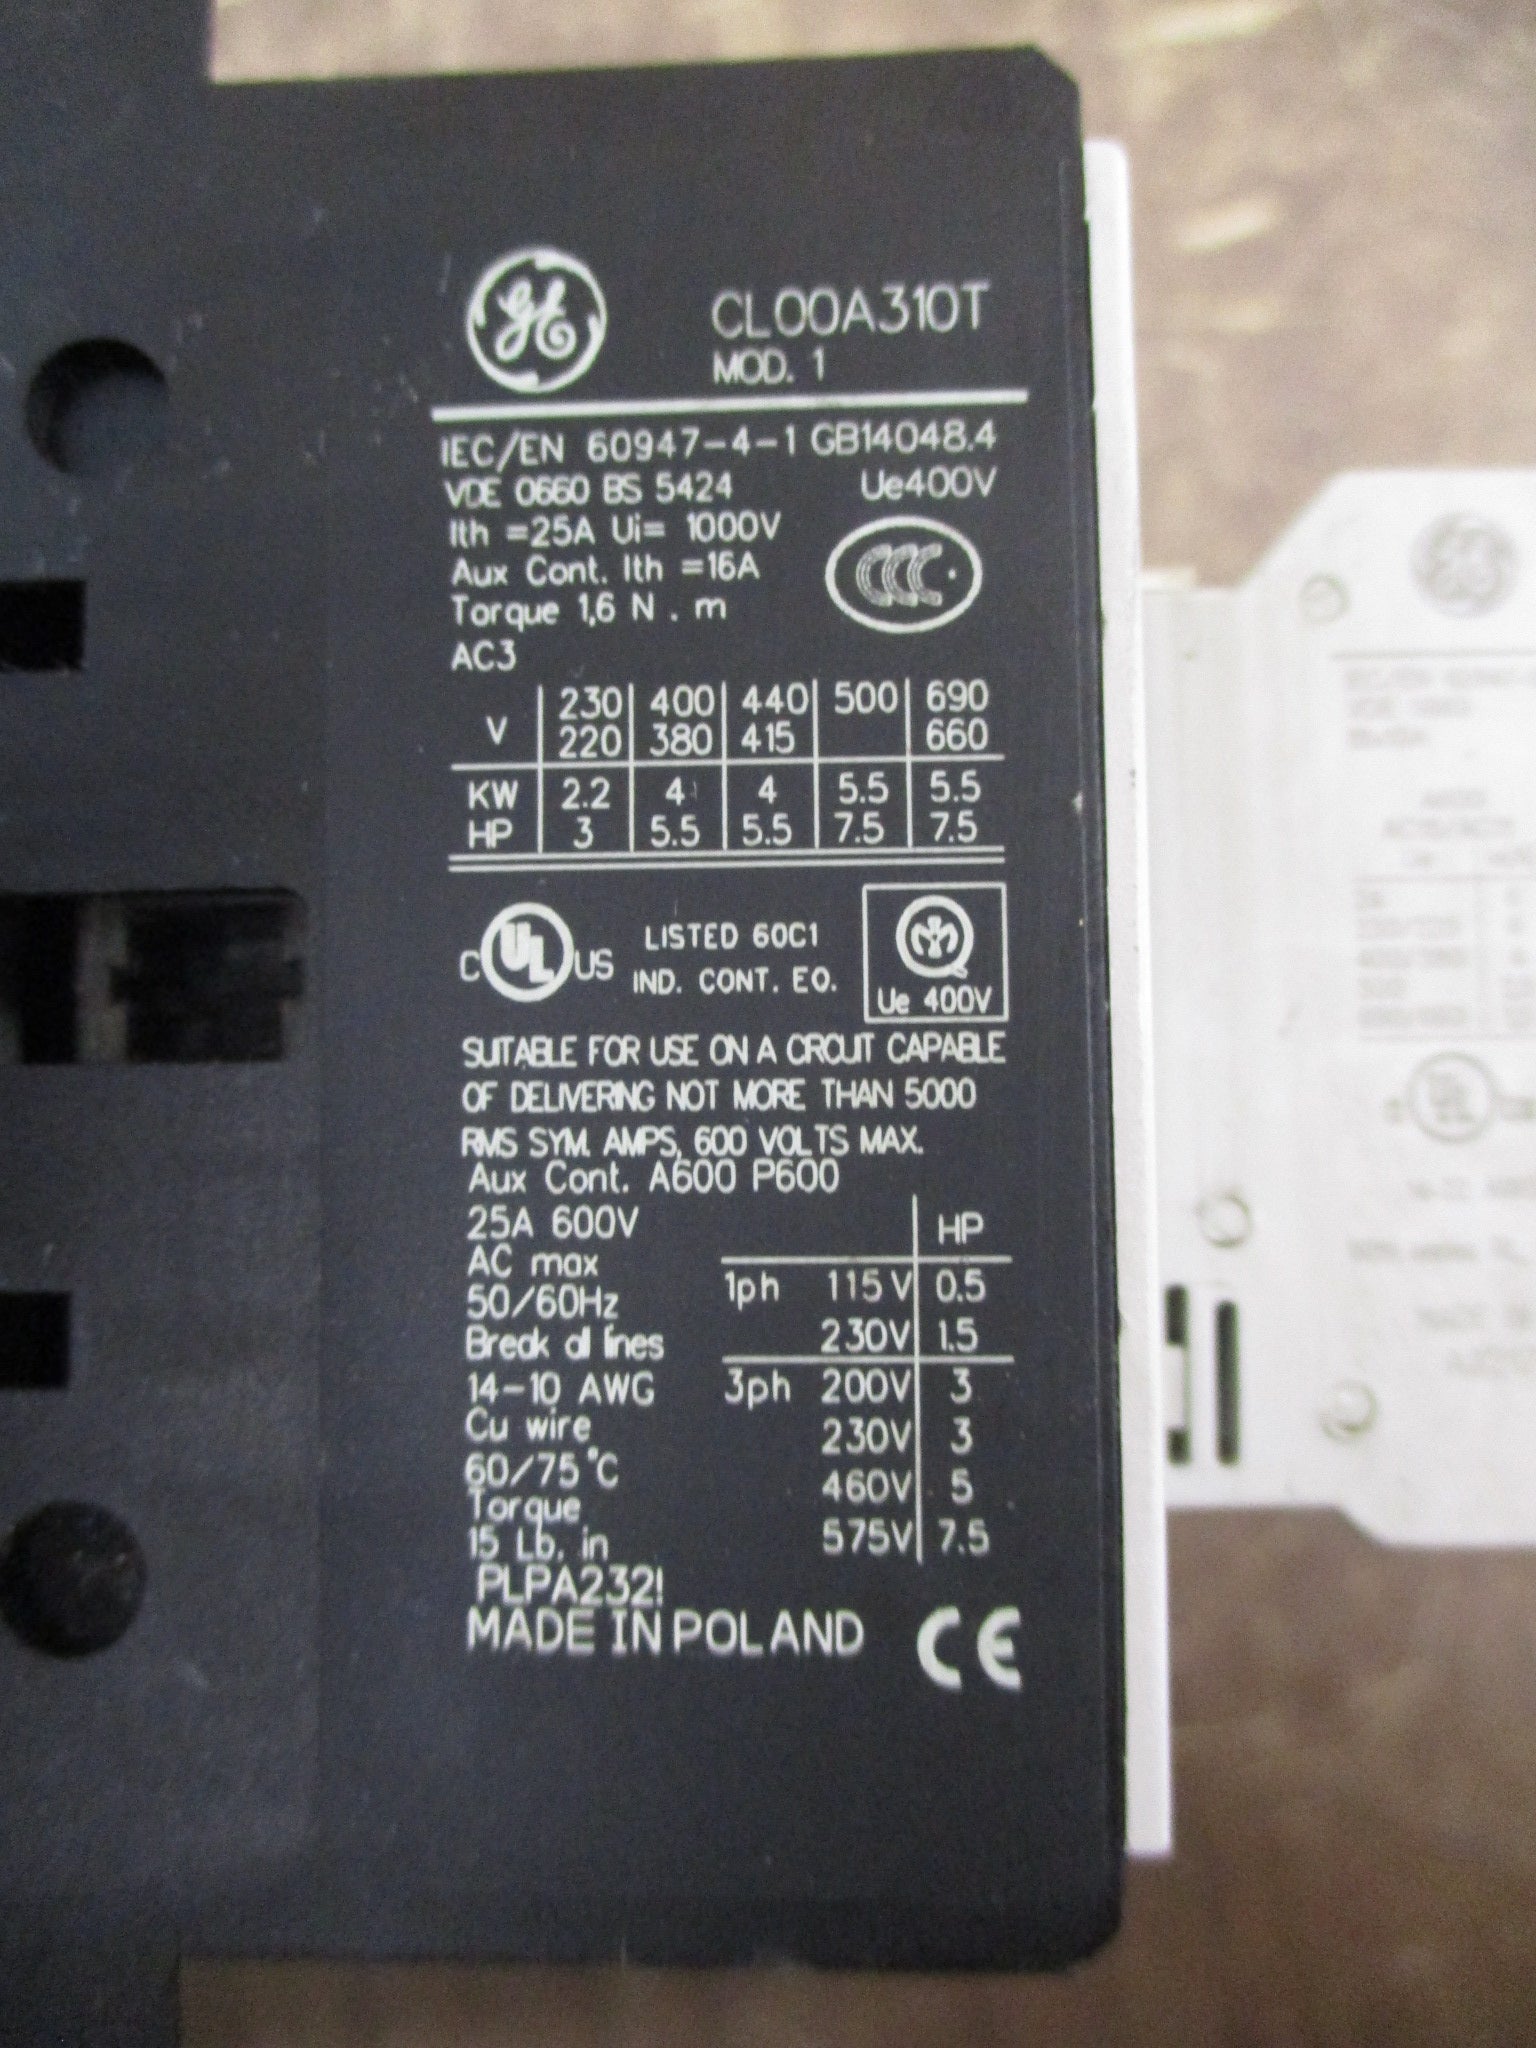 GE
CL00A310T
MOD. 1
IEC/EN 60947-4-1 GB14048.4
VDE 0660 BS 5424 Ue400V
Ith =25A Ui= 1000V
Aux Cont. Ith =16A
CCC
Torque 1,6 N . m
AC3
V 230 400 440 500 690
220 380 415 660
KW 2.2 4 4 5.5 5.5
HP 3 5.5 5.5 7.5 7.5
C UL US LISTED 60C1
IND. CONT. EQ.
Ue 400V
SUITABLE FOR USE ON A CIRCUIT CAPABLE
OF DELIVERING NOT MORE THAN 5000
RMS SYM. AMPS, 600 VOLTS MAX.
Aux Cont. A600 P600
25A 600V HP
AC max
50/60Hz 1ph 115V 0.5
Break all lines 230V 1.5
14-10 AWG 3ph 200V 3
Cu wire 230V 3
60/75°C 460V 5
Torque
15 Lb. in 575V 7.5
PLPA232!
MADE IN POLAND CE